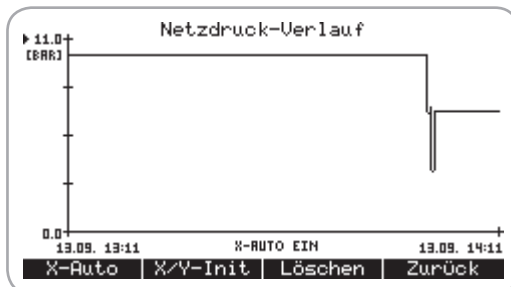 Netzdruck-Verlauf
11.0
[BAR]
0.0
13.09. 13:11 X-AUTO EIN 13.09. 14:11
X-Auto X/Y-Init Löschen Zurück